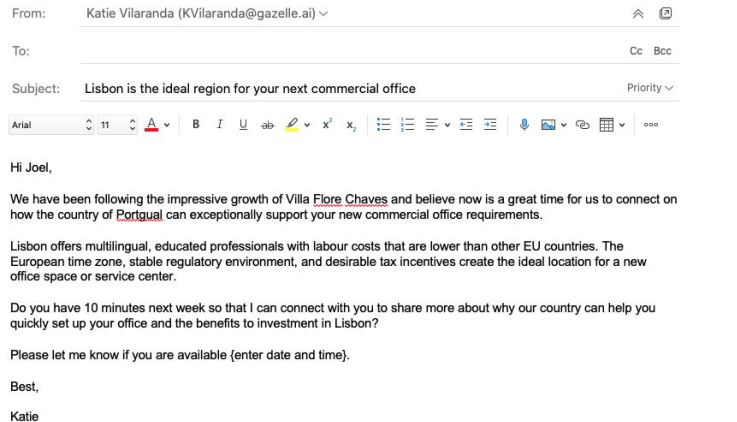 From: Katie Vilaranda (KVilaranda@gazelle.ai)
To: Cc Bcc
Subject: Lisbon is the ideal region for your next commercial office Priority
Arial 11 A B I U ab x² x₂
Hi Joel,
We have been following the impressive growth of Villa Flore Chaves and believe now is a great time for us to connect on
how the country of Portgual can exceptionally support your new commercial office requirements.
Lisbon offers multilingual, educated professionals with labour costs that are lower than other EU countries. The
European time zone, stable regulatory environment, and desirable tax incentives create the ideal location for a new
office space or service center.
Do you have 10 minutes next week so that I can connect with you to share more about why our country can help you
quickly set up your office and the benefits to investment in Lisbon?
Please let me know if you are available {enter date and time}.
Best,
Katie